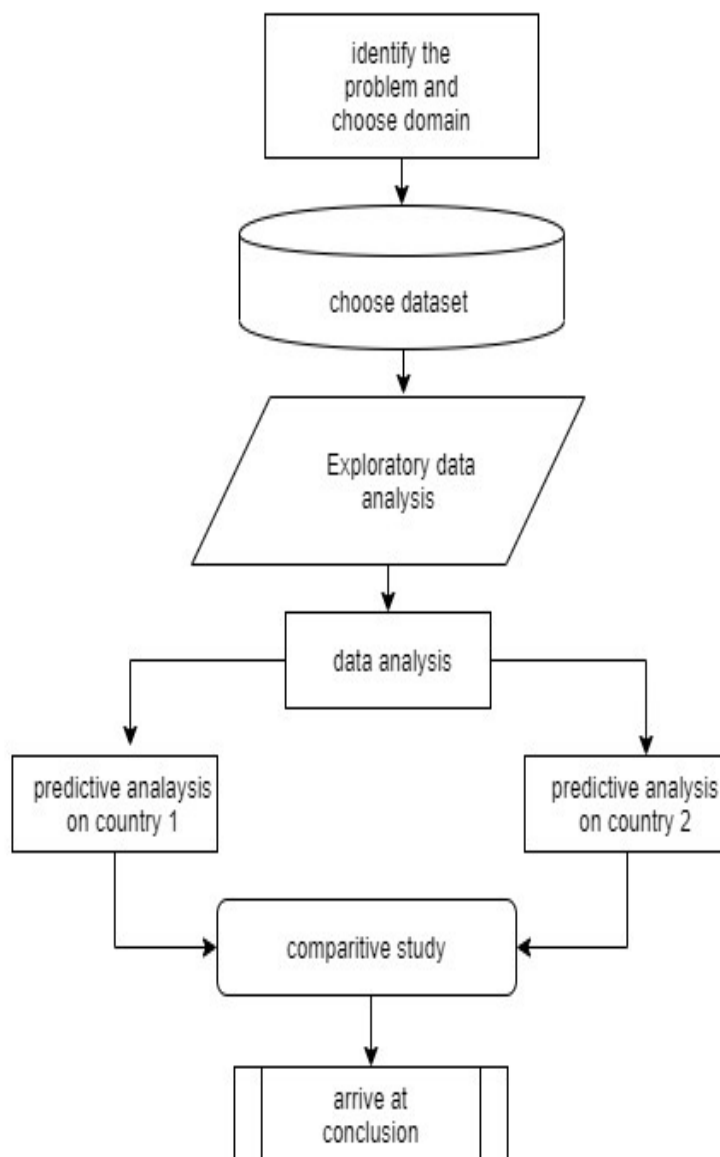 identify the
problem and
choose domain
choose dataset
Exploratory data
analysis
data analysis
predictive analaysis
on country 1
predictive analysis
on country 2
comparitive study
arrive at
conclusion